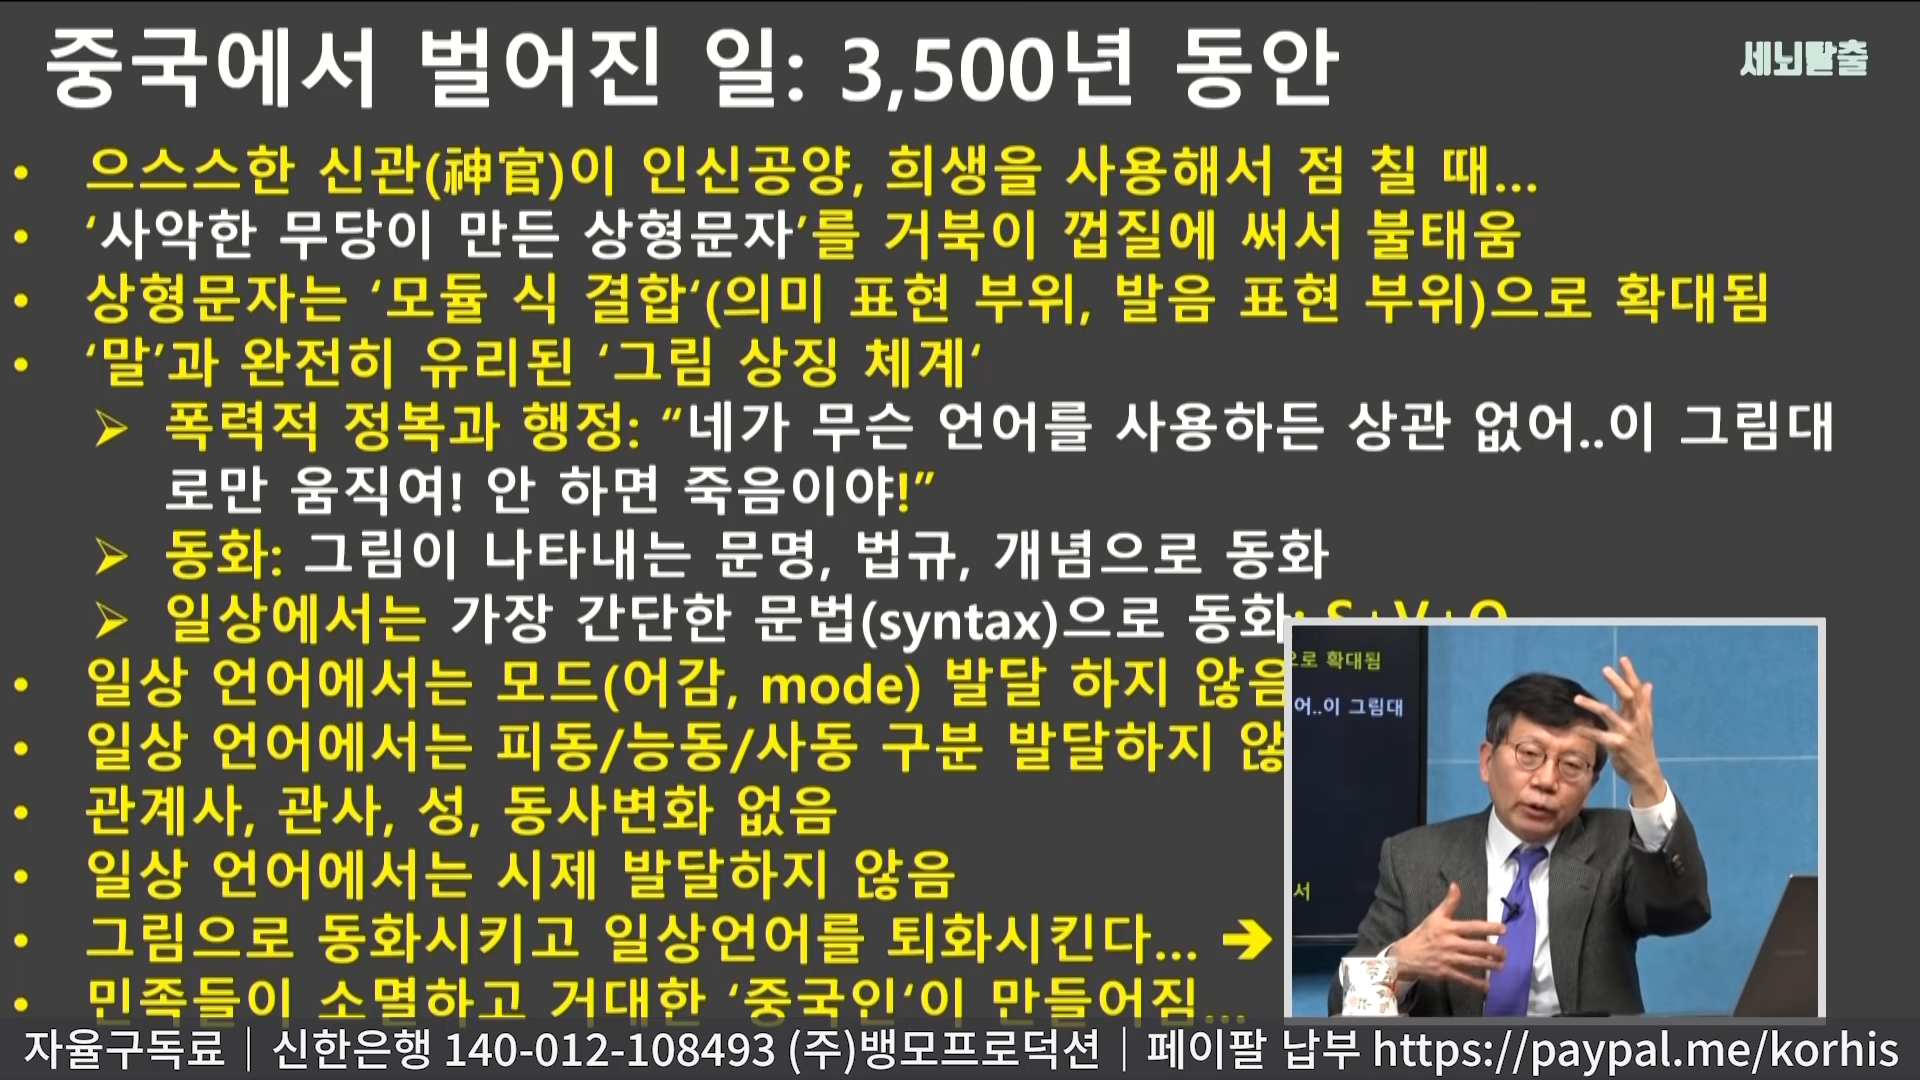 중국에서 벌어진 일: 3,500년 동안
세뇌탈출
• 으스스한 신관(神官)이 인신공양, 희생을 사용해서 점 칠 때...
• ‘사악한 무당이 만든 상형문자’를 거북이 껍질에 써서 불태움
• 상형문자는 ‘모듈 식 결합‘(의미 표현 부위, 발음 표현 부위)으로 확대됨
• ‘말’과 완전히 유리된 ‘그림 상징 체계‘
➢ 폭력적 정복과 행정: “네가 무슨 언어를 사용하든 상관 없어..이 그림대
로만 움직여! 안 하면 죽음이야!”
➢ 동화: 그림이 나타내는 문명, 법규, 개념으로 동화
➢ 일상에서는 가장 간단한 문법(syntax)으로 동화: S+V+O
• 일상 언어에서는 모드(어감, mode) 발달 하지 않음
• 일상 언어에서는 피동/능동/사동 구분 발달하지 않
• 관계사, 관사, 성, 동사변화 없음
• 일상 언어에서는 시제 발달하지 않음
• 그림으로 동화시키고 일상언어를 퇴화시킨다... ➔
• 민족들이 소멸하고 거대한 ‘중국인‘이 만들어짐...
으로 확대됨
어..이 그림대
서
자율구독료｜신한은행 140-012-108493 (주)뱅모프로덕션｜페이팔 납부 https://paypal.me/korhis